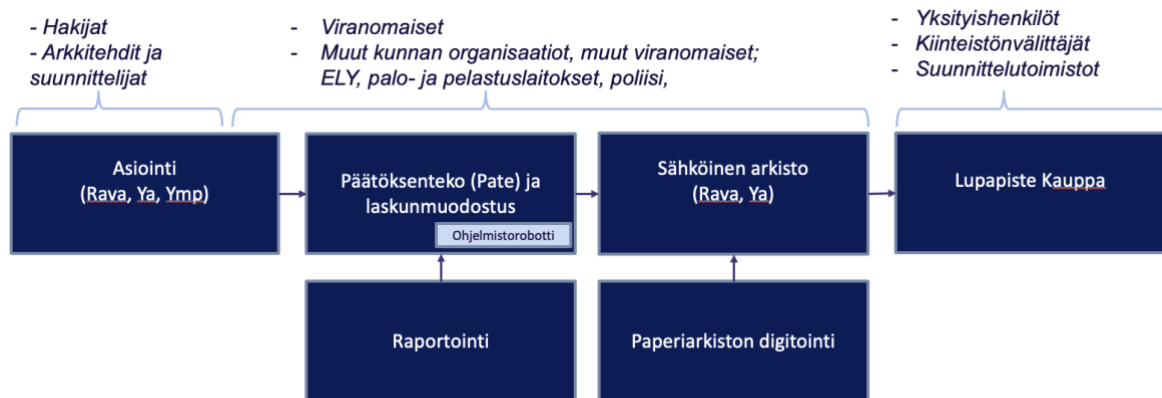 - Hakijat
- Arkkitehdit ja
suunnittelijat
- Viranomaiset
- Muut kunnan organisaatiot, muut viranomaiset;
ELY, palo- ja pelastuslaitokset, poliisi,
- Yksityishenkilöt
- Kiinteistönvälittäjät
- Suunnittelutoimistot
Asiointi
(Rava, Ya, Ymp)
Päätöksenteko (Pate) ja
laskunmuodostus
Ohjelmistorobotti
Sähköinen arkisto
(Rava, Ya)
Lupapiste Kauppa
Raportointi
Paperiarkiston digitointi